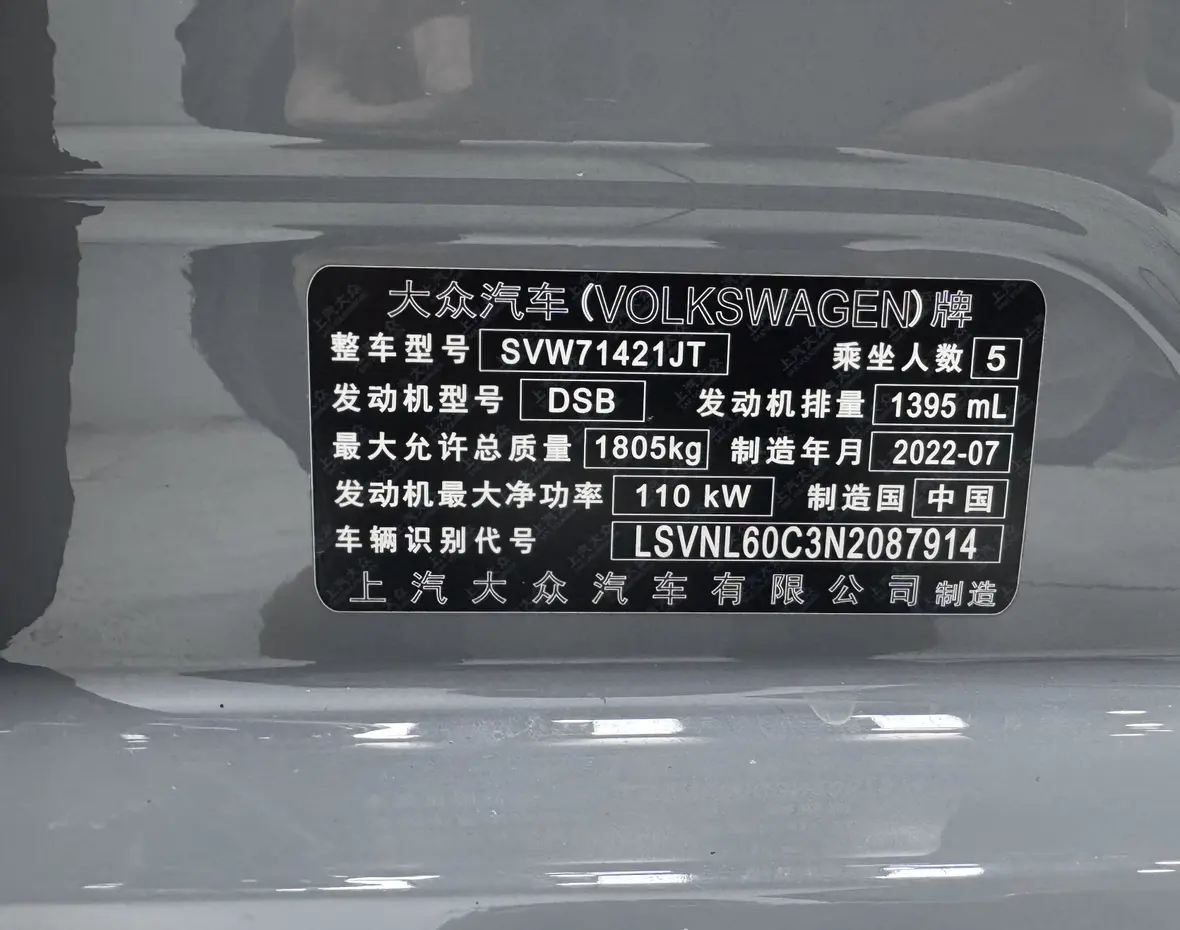 大众汽车(VOLKSWAGEN)牌
整车型号 SVW71421JT 乘坐人数 5
发动机型号 DSB 发动机排量 1395 mL
最大允许总质量 1805kg 制造年月 2022-07
发动机最大净功率 110 kW 制造国 中国
车辆识别代号 LSVNL60C3N2087914
上汽大众汽车有限公司 制造